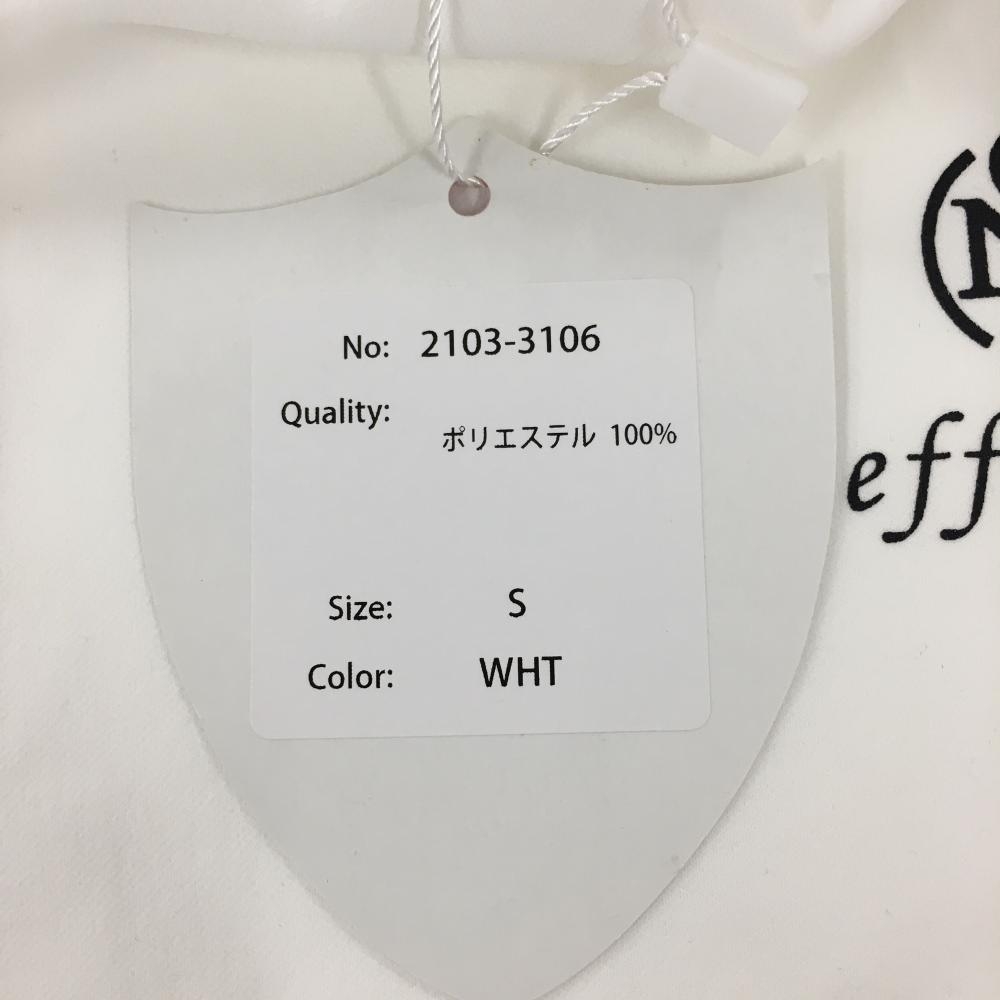 No: 2103-3106
Quality:
ポリエステル 100%
Size: S
Color: WHT
N
eff